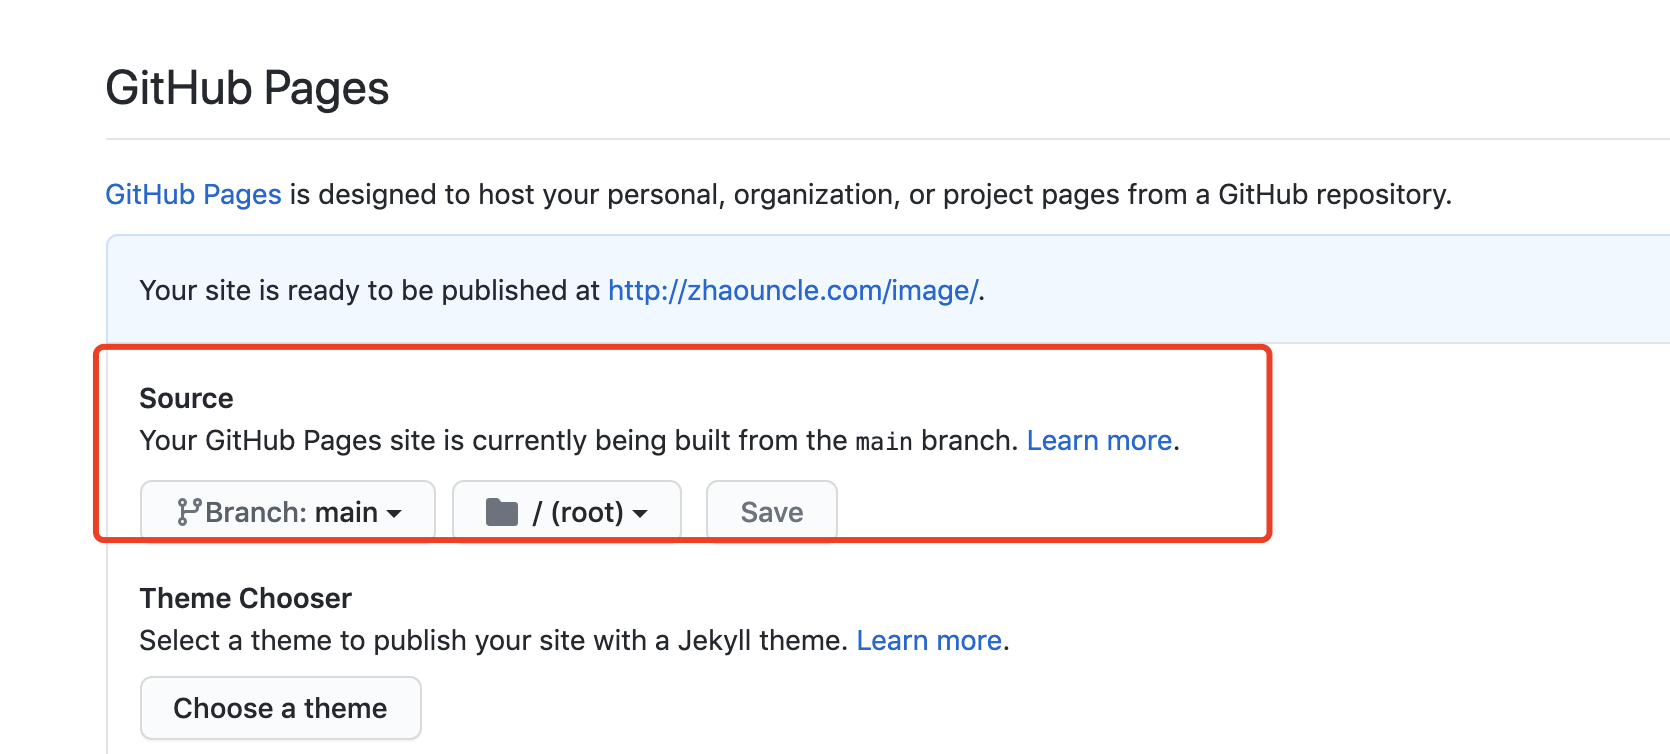 GitHub Pages
GitHub Pages is designed to host your personal, organization, or project pages from a GitHub repository.
Your site is ready to be published at http://zhaouncle.com/image/.
Source
Your GitHub Pages site is currently being built from the main branch. Learn more.
Branch: main / (root) Save
Theme Chooser
Select a theme to publish your site with a Jekyll theme. Learn more.
Choose a theme